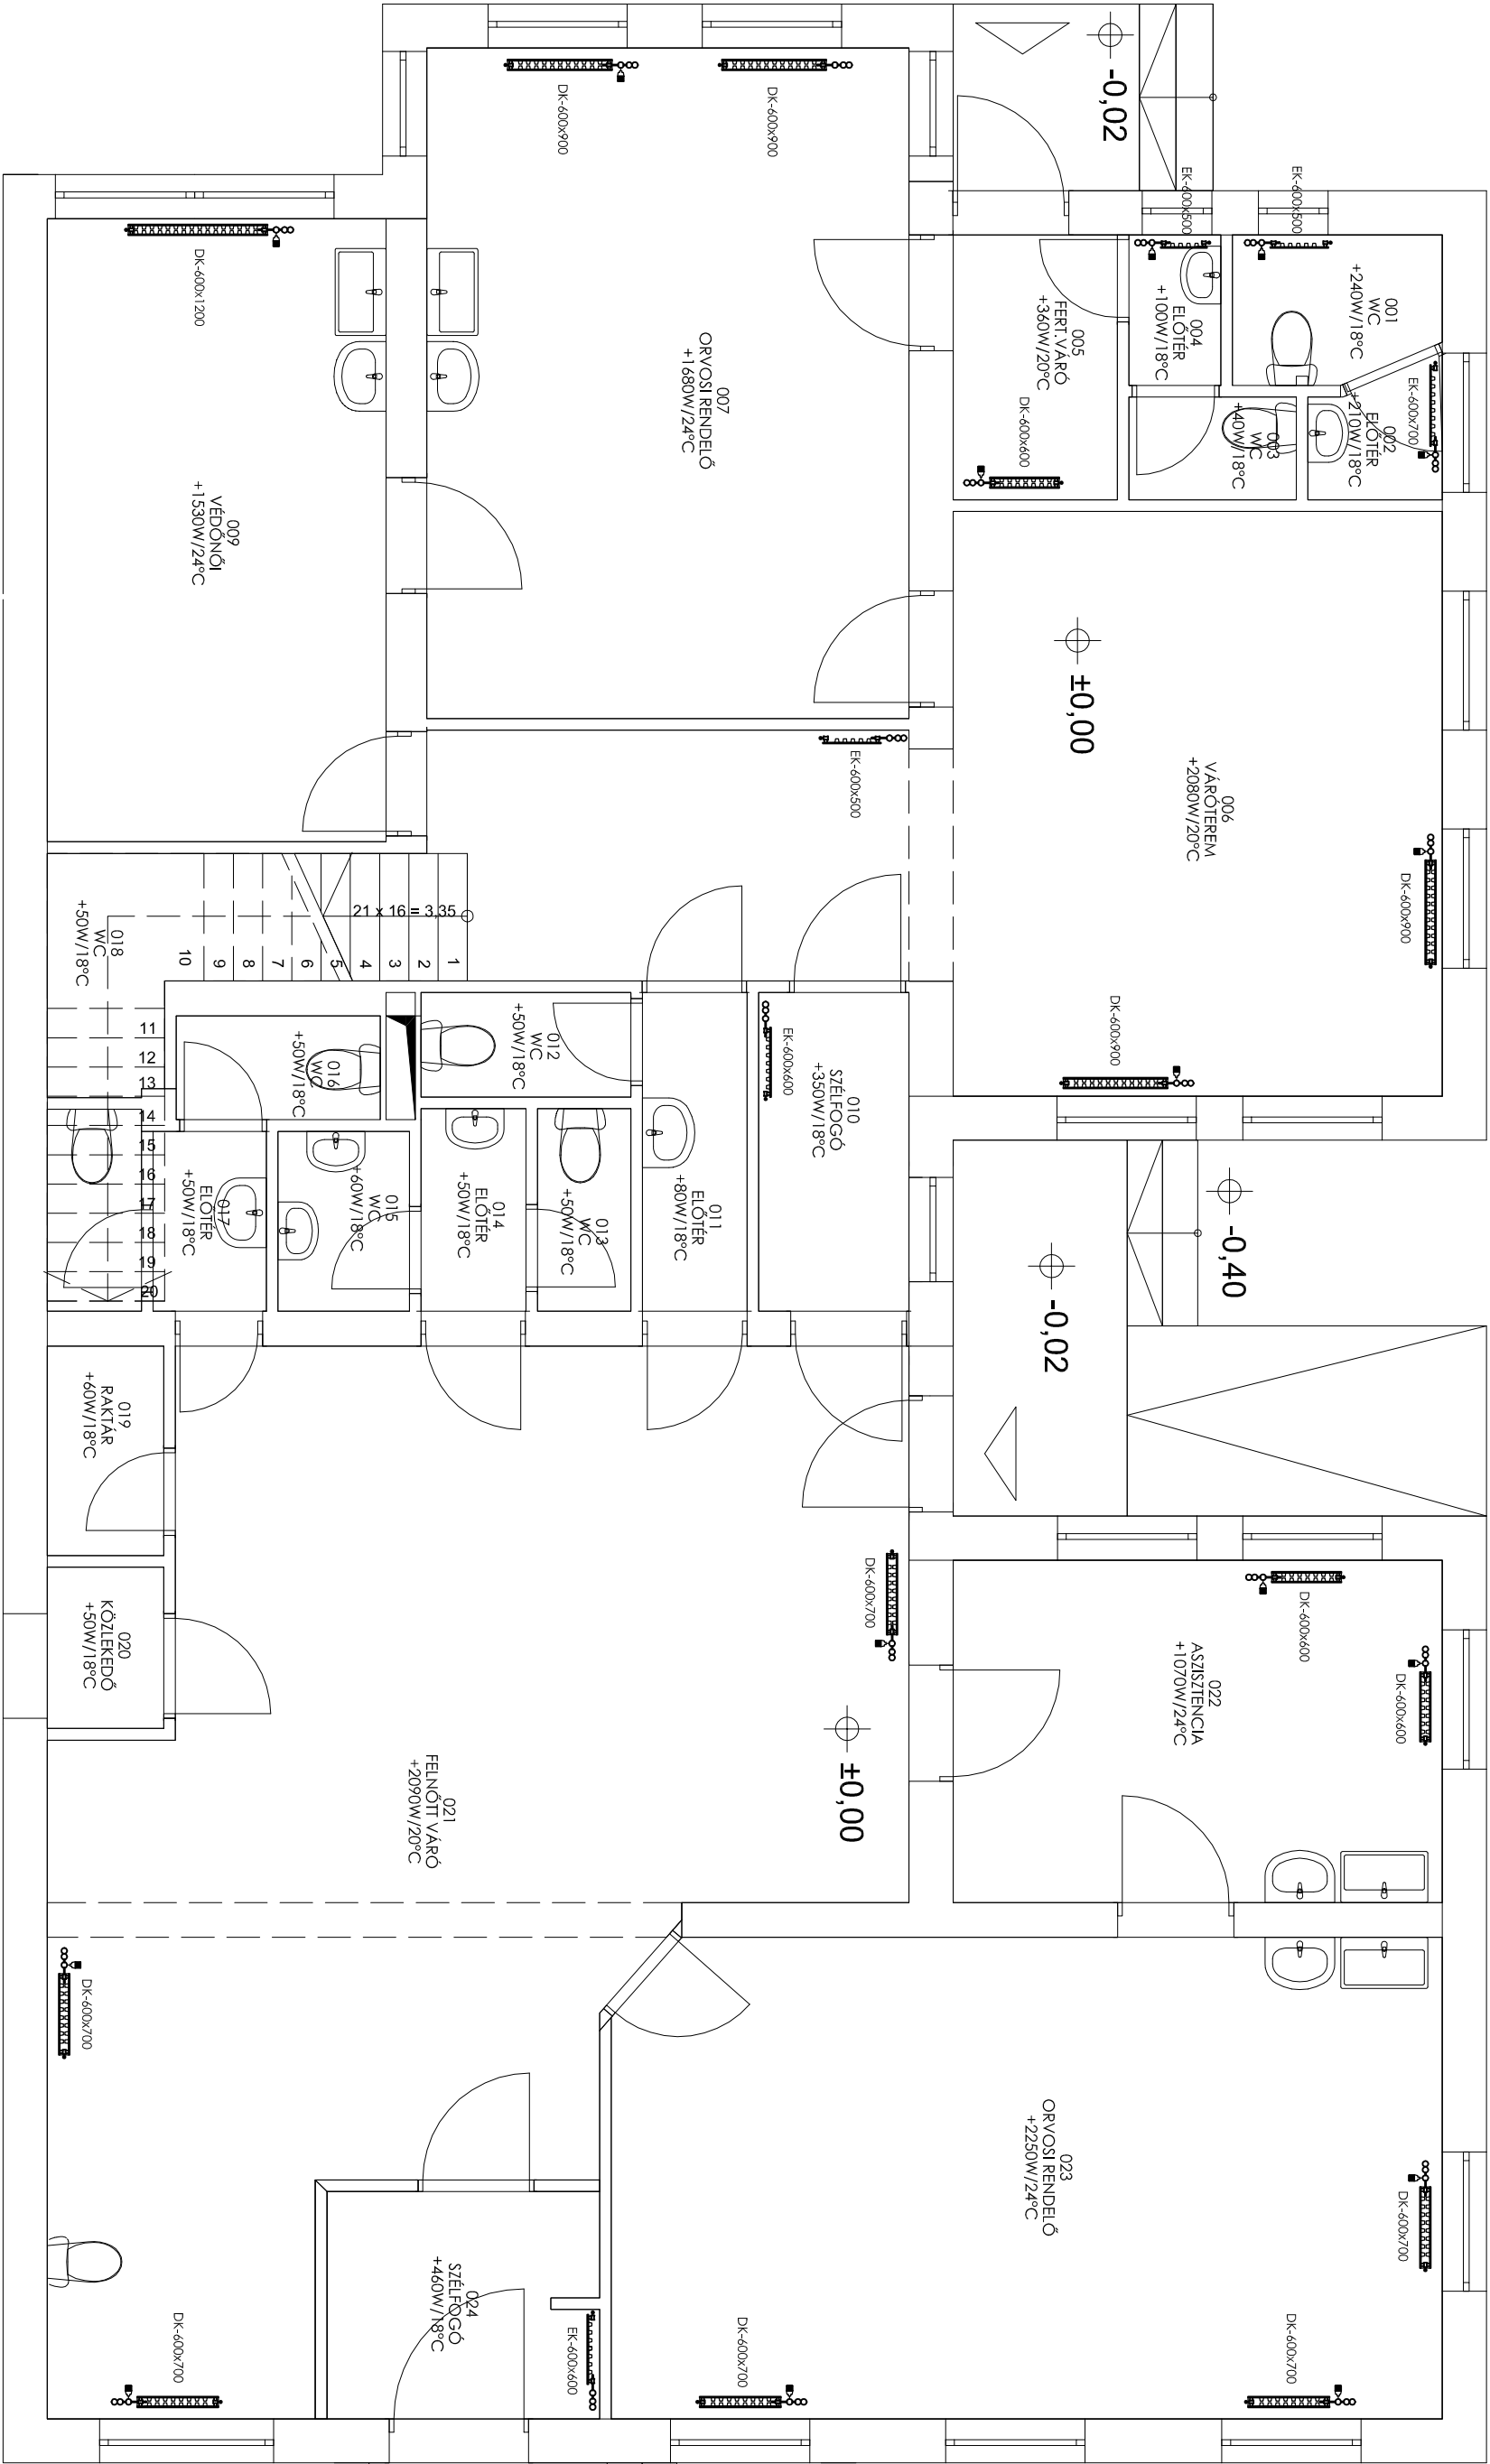 001
WC
+240W/18°C
002
ELŐTÉR
+210W/18°C
003
WC
+40W/18°C
004
ELŐTÉR
+100W/18°C
005
FERT.VÁRÓ
+360W/20°C
006
VÁRÓTEREM
+2080W/20°C
007
ORVOSI RENDELŐ
+1680W/24°C
009
VÉDŐNŐI
+1530W/24°C
010
SZÉLFOGÓ
+350W/18°C
011
ELŐTÉR
+80W/18°C
012
WC
+50W/18°C
013
WC
+50W/18°C
014
ELŐTÉR
+50W/18°C
015
WC
+60W/18°C
016
WC
+50W/18°C
017
ELŐTÉR
+50W/18°C
018
WC
+50W/18°C
019
RAKTÁR
+60W/18°C
020
KÖZLEKEDŐ
+50W/18°C
021
FELNŐTT VÁRÓ
+2090W/20°C
022
ASZISZTENCIA
+1070W/24°C
023
ORVOSI RENDELŐ
+2250W/24°C
024
SZÉLFOGÓ
+460W/18°C
EK-600x500
EK-600x500
EK-600x700
DK-600x600
DK-600x900
DK-600x900
DK-600x1200
EK-600x500
DK-600x900
DK-600x900
EK-600x600
DK-600x700
DK-600x600
DK-600x600
DK-600x700
DK-600x700
DK-600x700
DK-600x700
DK-600x700
EK-600x600
-0,02
±0,00
-0,40
-0,02
±0,00
21 x 16 = 3,35
1
2
3
4
5
6
7
8
9
10
11
12
13
14
15
16
17
18
19
20